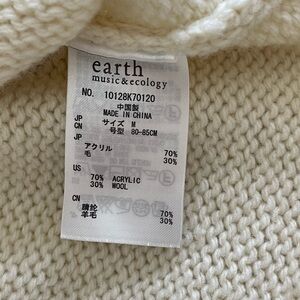 earth
music&ecology
NO. 10128K70120
中国製
MADE IN CHINA
JP サイズ M
CN 号型 80-85CM
JP
アクリル 70%
毛 30%
US
70% ACRYLIC
30% WOOL
CN
腈纶 70%
羊毛 30%